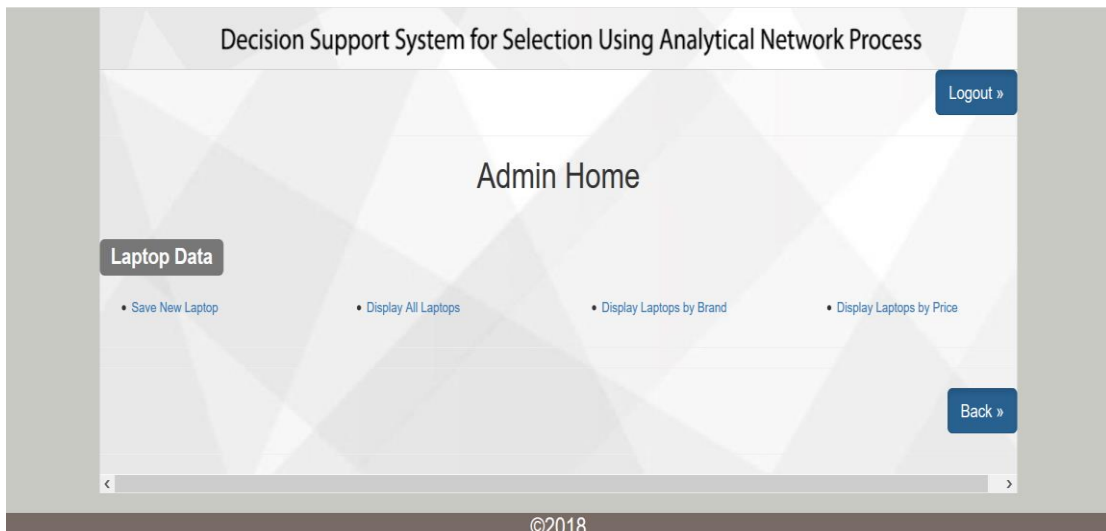 Decision Support System for Selection Using Analytical Network Process
Logout »
Admin Home
Laptop Data
• Save New Laptop • Display All Laptops • Display Laptops by Brand • Display Laptops by Price
Back »
©2018